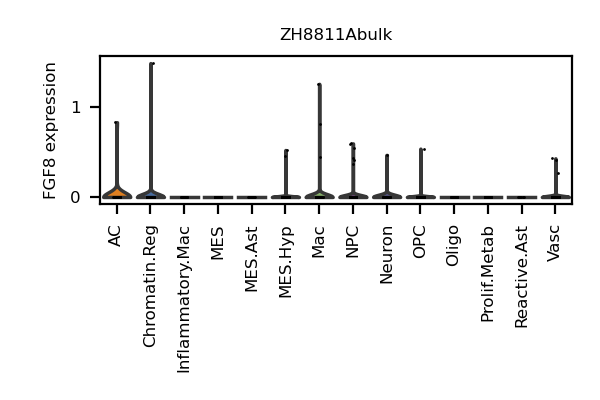 ZH8811Abulk
FGF8 expression
1
0
AC
Chromatin.Reg
Inflammatory.Mac
MES
MES.Ast
MES.Hyp
Mac
NPC
Neuron
OPC
Oligo
Prolif.Metab
Reactive.Ast
Vasc